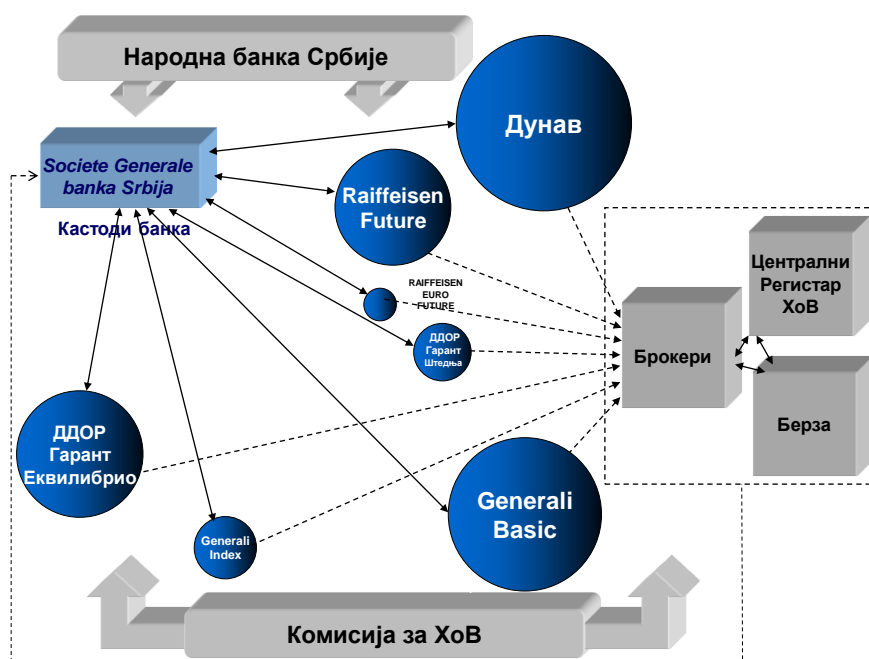 Народна банка Србије
Дунав
Societe Generale
banka Srbija
Кастоди банка
Raiffeisen
Future
RAIFFEISEN
EURO
FUTURE
ДДОР
Гарант
Штедња
Централни
Регистар
ХоВ
Брокери
Берза
ДДОР
Гарант
Еквилибрио
Generali
Basic
Generali
Index
Комисија за ХоВ